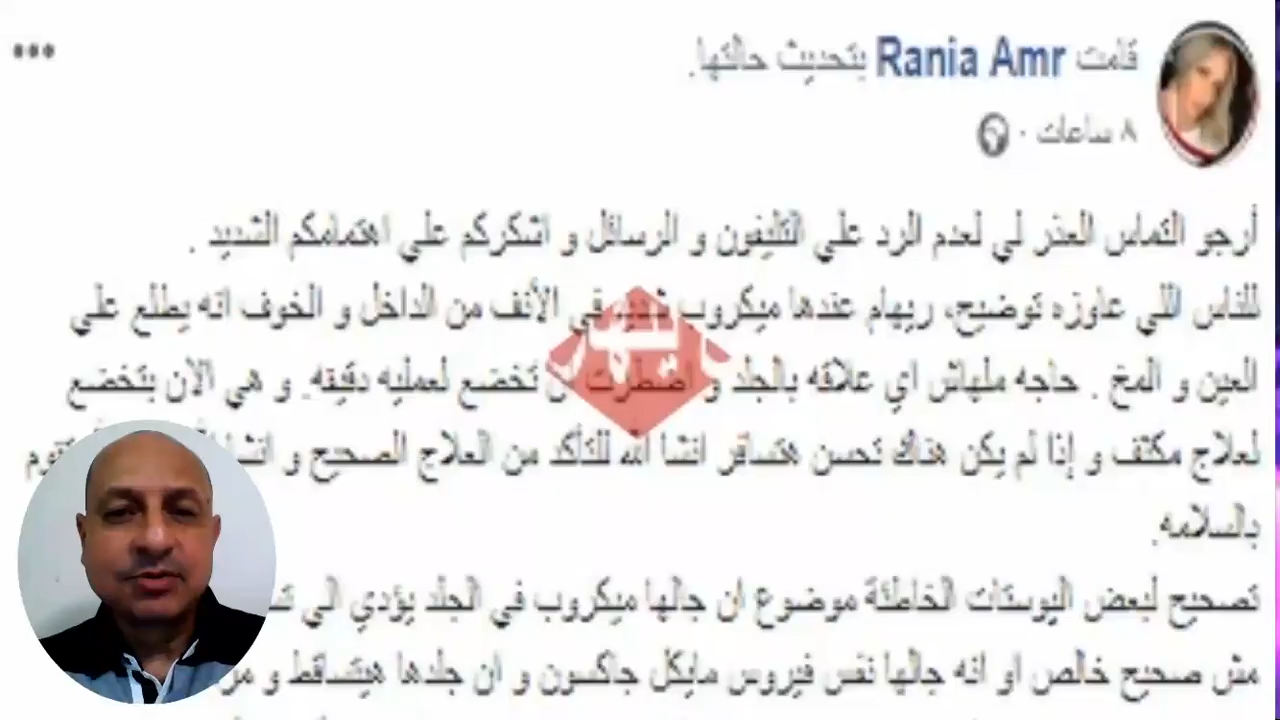 قامت Rania Amr بتحديث حالتها.
٨ ساعات ·
أرجو التماس العذر لي لعدم الرد علي التليفون و الرسائل و اشكركم علي اهتمامكم الشديد .
للناس اللي عاوزه توضيح، ريهام عندها ميكروب شديد في الأنف من الداخل و الخوف انه يطلع علي
العين و المخ . حاجه ملهاش اي علاقه بالجلد و اضطرت تخضع لعمليه دقيقه. و هي الآن بتخضع
لعلاج مكثف و إذا لم يكن هناك تحسن هتسافر انشا الله للتأكد من العلاج الصحيح و تقوم
بالسلامه.
تصحيح لبعض البوستات الخاطئة موضوع ان جالها ميكروب في الجلد يؤدي الي
مش صحيح خالص او انه جالها نفس فيروس مايكل جاكسون و ان جلدها هيتساقط و